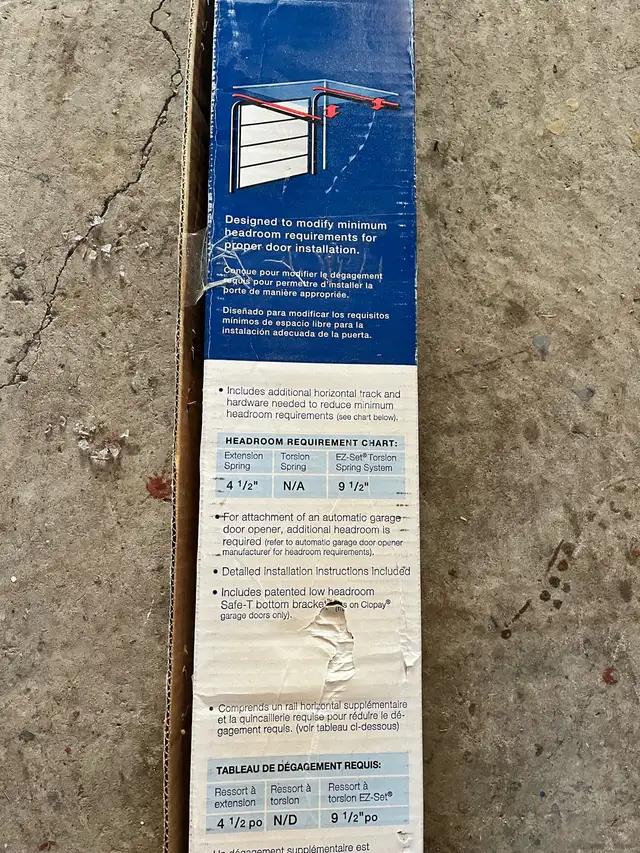 Designed to modify minimum
headroom requirements for
proper door installation.
Conçue pour modifier le dégagement
requis pour permettre d'installer la
porte de manière appropriée.
Diseñado para modificar los requisitos
mínimos de espacio libre para la
instalación adecuada de la puerta.
• Includes additional horizontal track and
hardware needed to reduce minimum
headroom requirements (see chart below).
HEADROOM REQUIREMENT CHART:
Extension Torsion EZ-Set® Torsion
Spring Spring Spring System
4 1/2" N/A 9 1/2"
• For attachment of an automatic garage
door opener, additional headroom is
required (refer to automatic garage door opener
manufacturer for headroom requirements).
• Detailed installation instructions included
• Includes patented low headroom
Safe-T bottom on Clopay®
garage doors only).
• Comprends un rail horizontal supplémentaire
et la quincaillerie requise pour réduire le dé-
gagement requis. (voir tableau ci-dessous)
TABLEAU DE DÉGAGEMENT REQUIS:
Ressort à Ressort à Ressort à
extension torsion torsion EZ-Set®
4 1/2 po N/D 9 1/2"po
Un dégagement supplémentaire est